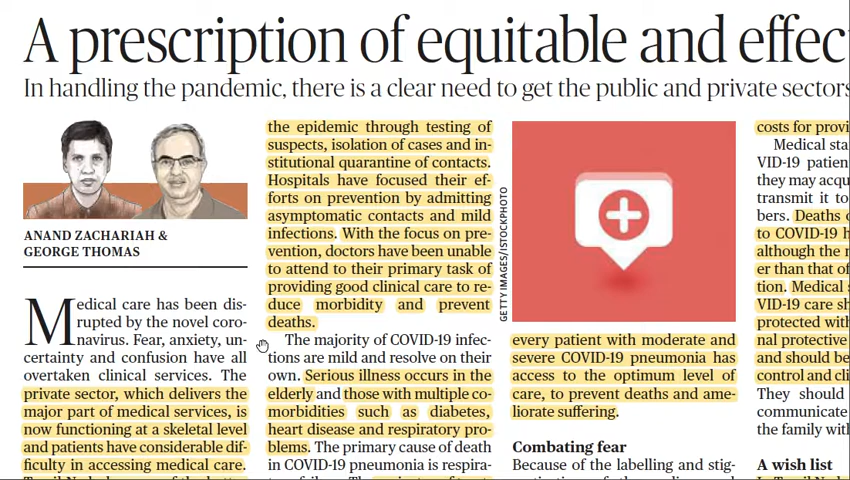 A prescription of equitable and effec
In handling the pandemic, there is a clear need to get the public and private sectors
ANAND ZACHARIAH &
GEORGE THOMAS
Medical care has been dis-
rupted by the novel coro-
navirus. Fear, anxiety, un-
certainty and confusion have all
overtaken clinical services. The
private sector, which delivers the
major part of medical services, is
now functioning at a skeletal level
and patients have considerable dif-
ficulty in accessing medical care.
the epidemic through testing of
suspects, isolation of cases and in-
stitutional quarantine of contacts.
Hospitals have focused their ef-
forts on prevention by admitting
asymptomatic contacts and mild
infections. With the focus on pre-
vention, doctors have been unable
to attend to their primary task of
providing good clinical care to re-
duce morbidity and prevent
deaths.
The majority of COVID-19 infec-
tions are mild and resolve on their
own. Serious illness occurs in the
elderly and those with multiple co-
morbidities such as diabetes,
heart disease and respiratory pro-
blems. The primary cause of death
in COVID-19 pneumonia is respira-
GETTY IMAGES/ISTOCKPHOTO
every patient with moderate and
severe COVID-19 pneumonia has
access to the optimum level of
care, to prevent deaths and ame-
liorate suffering.
Combating fear
Because of the labelling and stig-
costs for provi
Medical sta
VID-19 patien
they may acqu
transmit it to
bers. Deaths o
to COVID-19 h
although the n
er than that of
tion. Medical s
VID-19 care sh
protected with
nal protective
and should be
control and cli
They should
communicate
the family with
A wish list